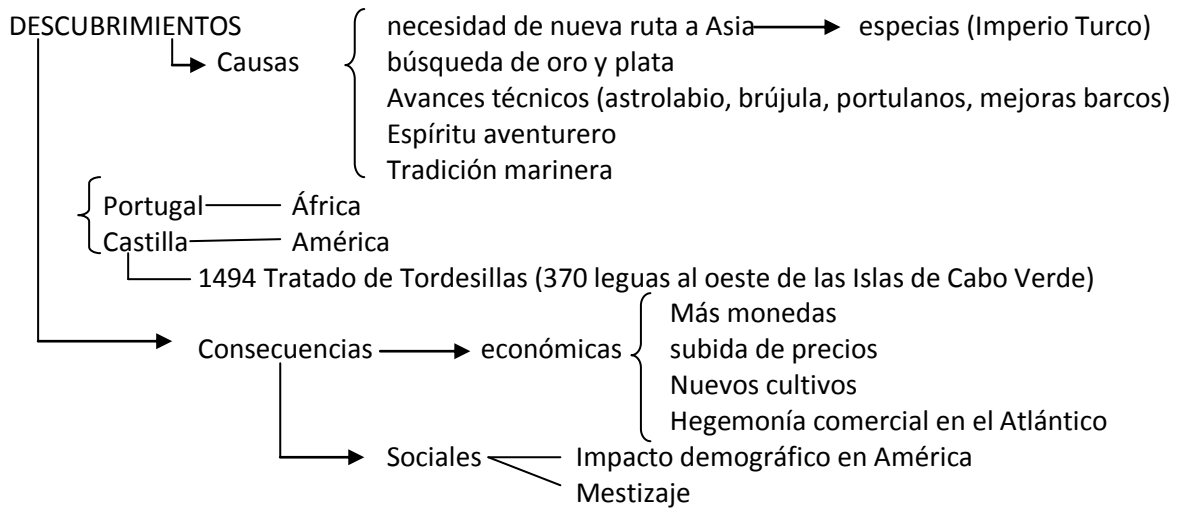 DESCUBRIMIENTOS
necesidad de nueva ruta a Asia especias (Imperio Turco)
Causas búsqueda de oro y plata
Avances técnicos (astrolabio, brújula, portulanos, mejoras barcos)
Espíritu aventurero
Tradición marinera
Portugal África
Castilla América
1494 Tratado de Tordesillas (370 leguas al oeste de las Islas de Cabo Verde)
Más monedas
Consecuencias económicas subida de precios
Nuevos cultivos
Hegemonía comercial en el Atlántico
Sociales Impacto demográfico en América
Mestizaje